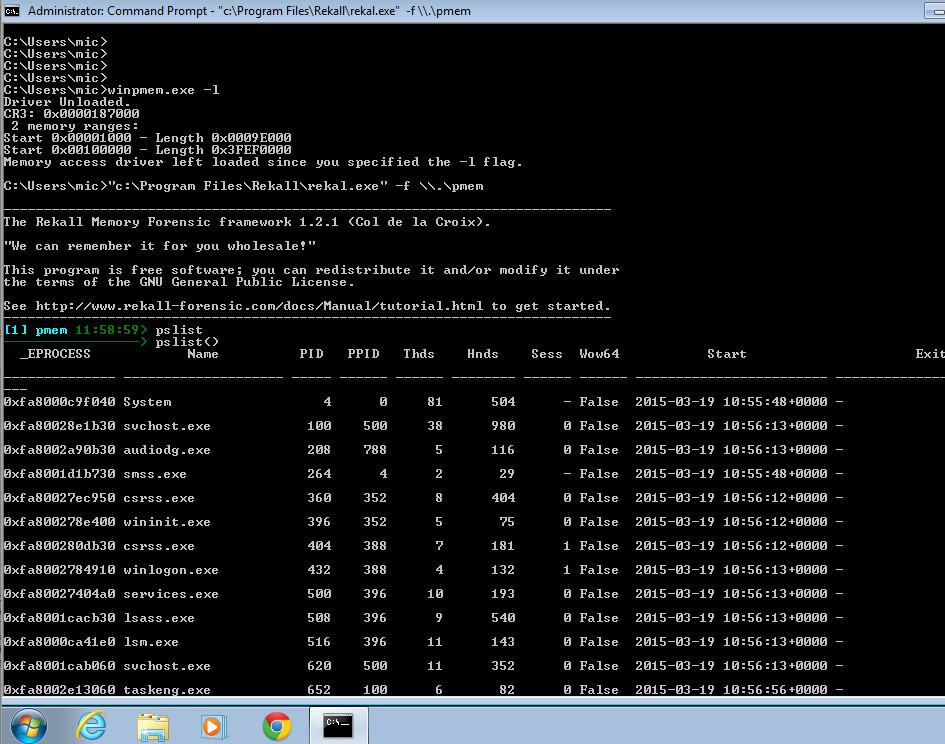 Administrator: Command Prompt - "c:\Program Files\Rekall\rekal.exe" -f \\.\pmem
C:\Users\mic>
C:\Users\mic>
C:\Users\mic>
C:\Users\mic>
C:\Users\mic>winpmem.exe -l
Driver Unloaded.
CR3: 0x0000187000
2 memory ranges:
Start 0x00001000 - Length 0x0009E000
Start 0x00100000 - Length 0x3FEF0000
Memory access driver left loaded since you specified the -l flag.
C:\Users\mic>"c:\Program Files\Rekall\rekal.exe" -f \\.\pmem
----------------------------------------------------------------------------
The Rekall Memory Forensic framework 1.2.1 (Col de la Croix).
"We can remember it for you wholesale!"
This program is free software; you can redistribute it and/or modify it under
the terms of the GNU General Public License.
See http://www.rekall-forensic.com/docs/Manual/tutorial.html to get started.
----------------------------------------------------------------------------
[1] pmem 11:58:59> pslist
-----------------> pslist()
_EPROCESS Name PID PPID Thds Hnds Sess Wow64 Start Exit
-------------- -------------------- ----- ------ ------ -------- ------ ------ ------------------------ --------------
---
0xfa8000c9f040 System 4 0 81 504 - False 2015-03-19 10:55:48+0000 -
0xfa80028e1b30 svchost.exe 100 500 38 980 0 False 2015-03-19 10:56:13+0000 -
0xfa8002a90b30 audiodg.exe 208 788 5 116 0 False 2015-03-19 10:56:13+0000 -
0xfa8001d1b730 smss.exe 264 4 2 29 - False 2015-03-19 10:55:48+0000 -
0xfa80027ec950 csrss.exe 360 352 8 404 0 False 2015-03-19 10:56:12+0000 -
0xfa800278e400 wininit.exe 396 352 5 75 0 False 2015-03-19 10:56:12+0000 -
0xfa800280db30 csrss.exe 404 388 7 181 1 False 2015-03-19 10:56:12+0000 -
0xfa8002784910 winlogon.exe 432 388 4 132 1 False 2015-03-19 10:56:13+0000 -
0xfa80027404a0 services.exe 500 396 10 193 0 False 2015-03-19 10:56:13+0000 -
0xfa8001cacb30 lsass.exe 508 396 9 540 0 False 2015-03-19 10:56:13+0000 -
0xfa8000ca41e0 lsm.exe 516 396 11 143 0 False 2015-03-19 10:56:13+0000 -
0xfa8001cab060 svchost.exe 620 500 11 352 0 False 2015-03-19 10:56:13+0000 -
0xfa8002e13060 taskeng.exe 652 100 6 82 0 False 2015-03-19 10:56:56+0000 -